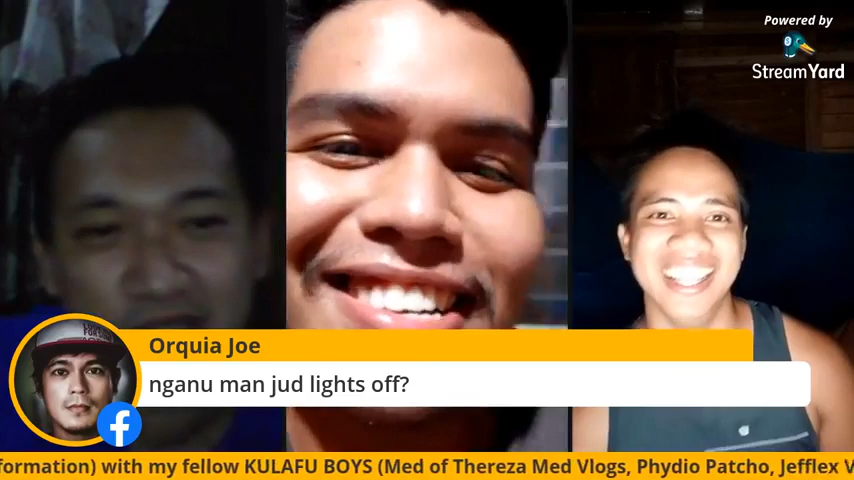 Powered by
StreamYard
Orquia Joe
nganu man jud lights off?
formation) with my fellow KULAFU BOYS (Med of Thereza Med Vlogs, Phydio Patcho, Jefflex V